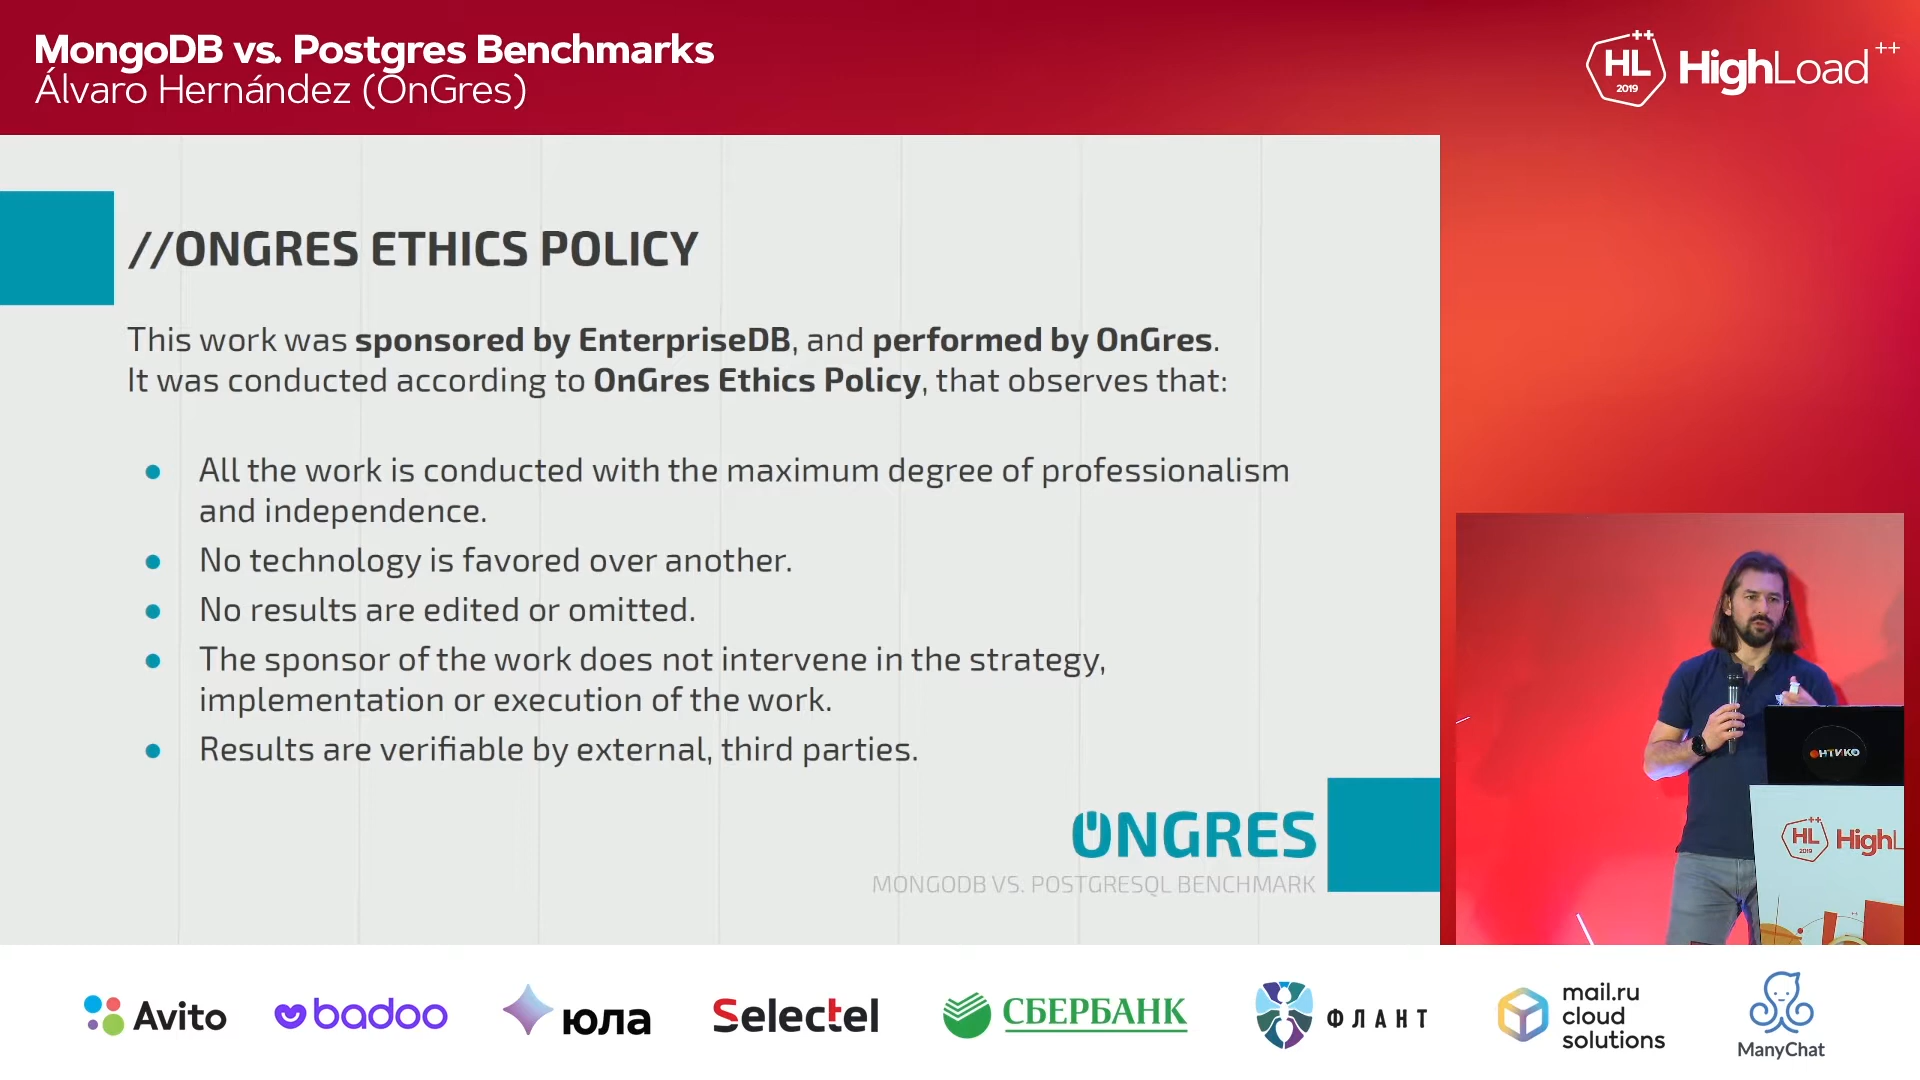 MongoDB vs. Postgres Benchmarks
Álvaro Hernández (OnGres)
HL
2019
HighLoad++
//ONGRES ETHICS POLICY
This work was sponsored by EnterpriseDB, and performed by OnGres.
It was conducted according to OnGres Ethics Policy, that observes that:
● All the work is conducted with the maximum degree of professionalism
and independence.
● No technology is favored over another.
● No results are edited or omitted.
● The sponsor of the work does not intervene in the strategy,
implementation or execution of the work.
● Results are verifiable by external, third parties.
ONGRES
MONGODB VS. POSTGRESQL BENCHMARK
ОНТИКО
HL++
2019
HighL
Avito
badoo
юла
Selectel
СБЕРБАНК
ФЛАНТ
mail.ru
cloud
solutions
ManyChat